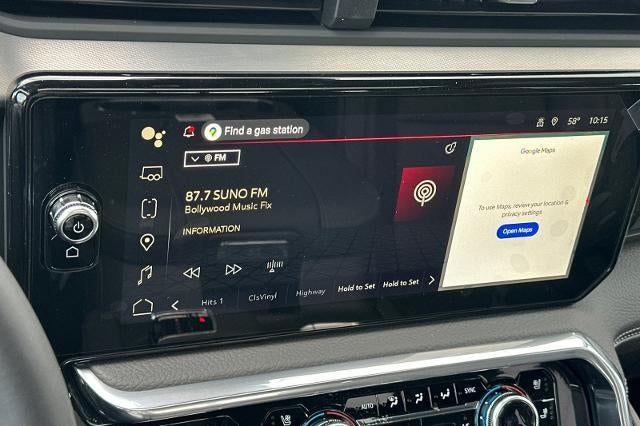 Find a gas station
58° 10:15
FM
Google Maps
87.7 SUNO FM
Bollywood Music Fix
INFORMATION
To use Maps, review your location &
privacy settings
Open Maps
Hits 1 ClsVinyl Highway Hold to Set Hold to Set
AUTO
SYNC